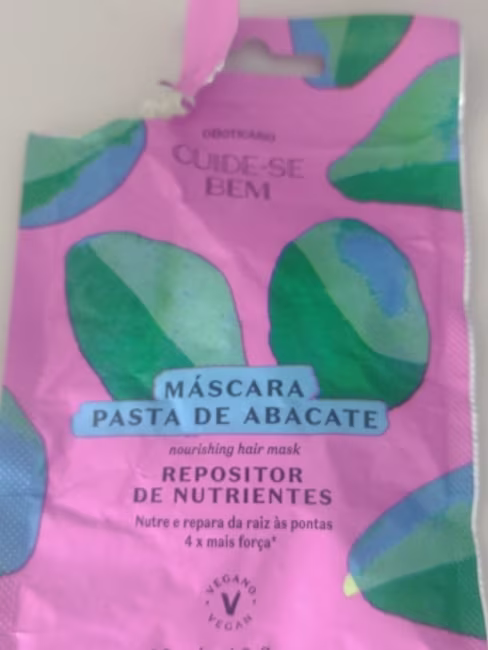 OBOTICÁRIO
CUIDE-SE
BEM
MÁSCARA
PASTA DE ABACATE
nourishing hair mask
REPOSITOR
DE NUTRIENTES
Nutre e repara da raiz às pontas
4 x mais força*
VEGANO
V
VEGAN